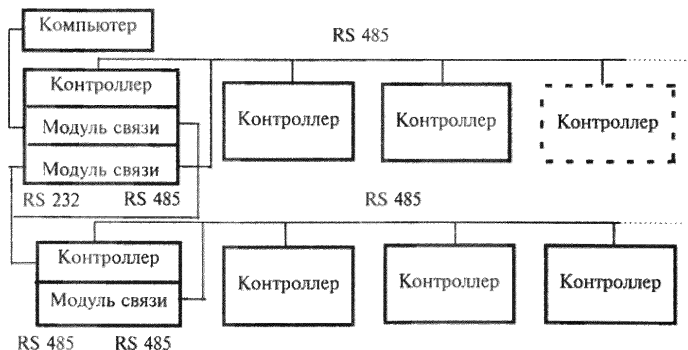 Компьютер
RS 485
Контроллер
Модуль связи
Модуль связи
Контроллер
Контроллер
Контроллер
RS 232 RS 485
RS 485
Контроллер
Модуль связи
Контроллер
Контроллер
Контроллер
RS 485 RS 485